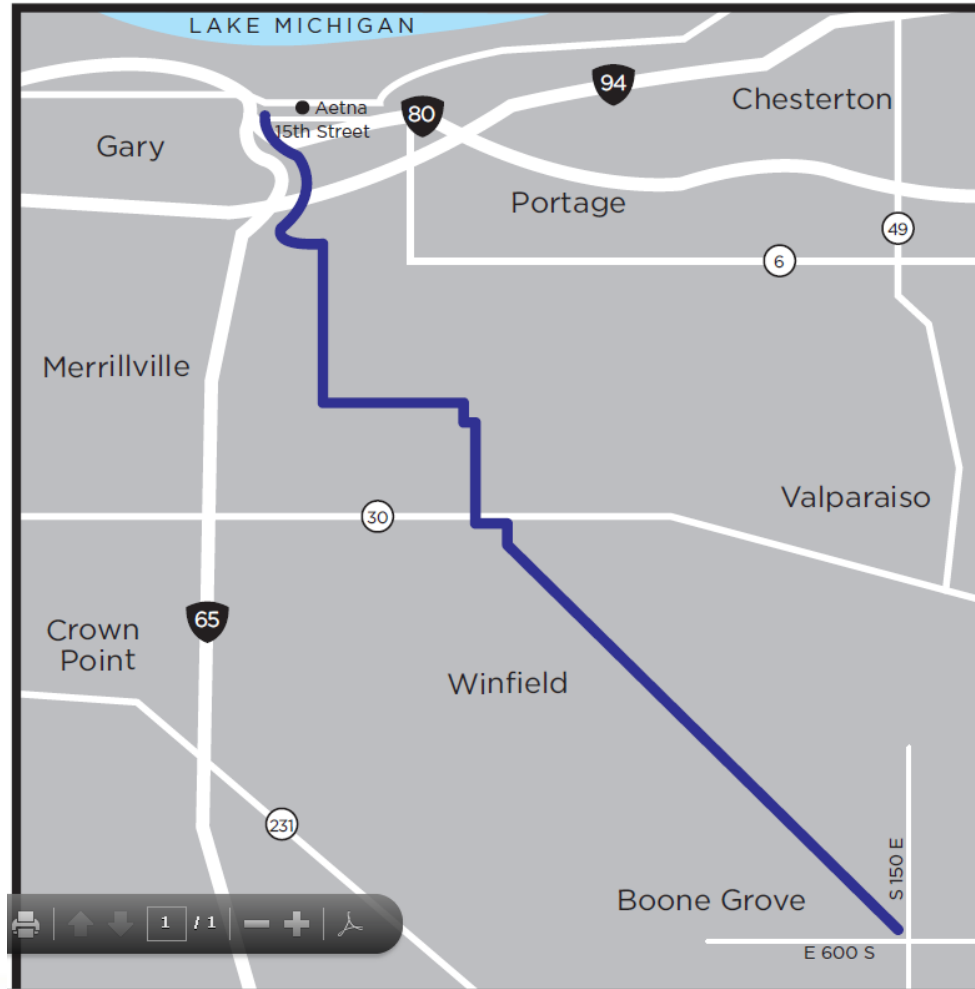 LAKE MICHIGAN
94
80
Aetna
15th Street
Chesterton
Gary
Portage
49
6
Merrillville
Valparaiso
30
65
Crown
Point
Winfield
231
S 150 E
Boone Grove
E 600 S
1 / 1